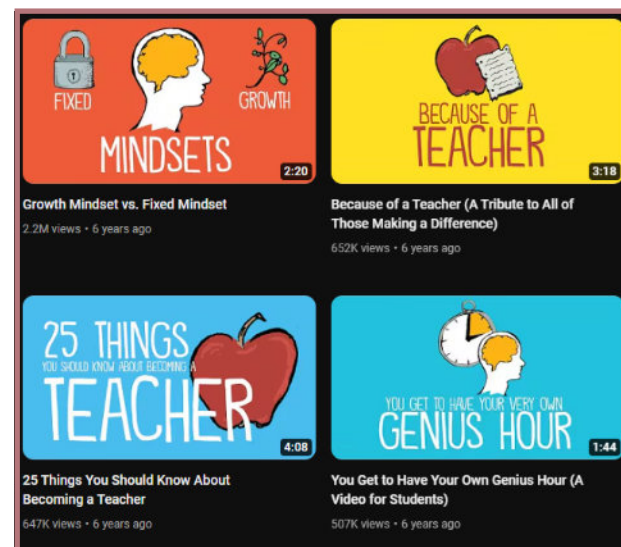 FIXED
GROWTH
MINDSETS
2:20
Growth Mindset vs. Fixed Mindset
2.2M views • 6 years ago
BECAUSE OF A
TEACHER
3:18
Because of a Teacher (A Tribute to All of
Those Making a Difference)
652K views • 6 years ago
25 THINGS
YOU SHOULD KNOW ABOUT BECOMING A
TEACHER
4:08
25 Things You Should Know About
Becoming a Teacher
647K views • 6 years ago
YOU GET TO HAVE YOUR VERY OWN
GENIUS HOUR
1:44
You Get to Have Your Own Genius Hour (A
Video for Students)
507K views • 6 years ago